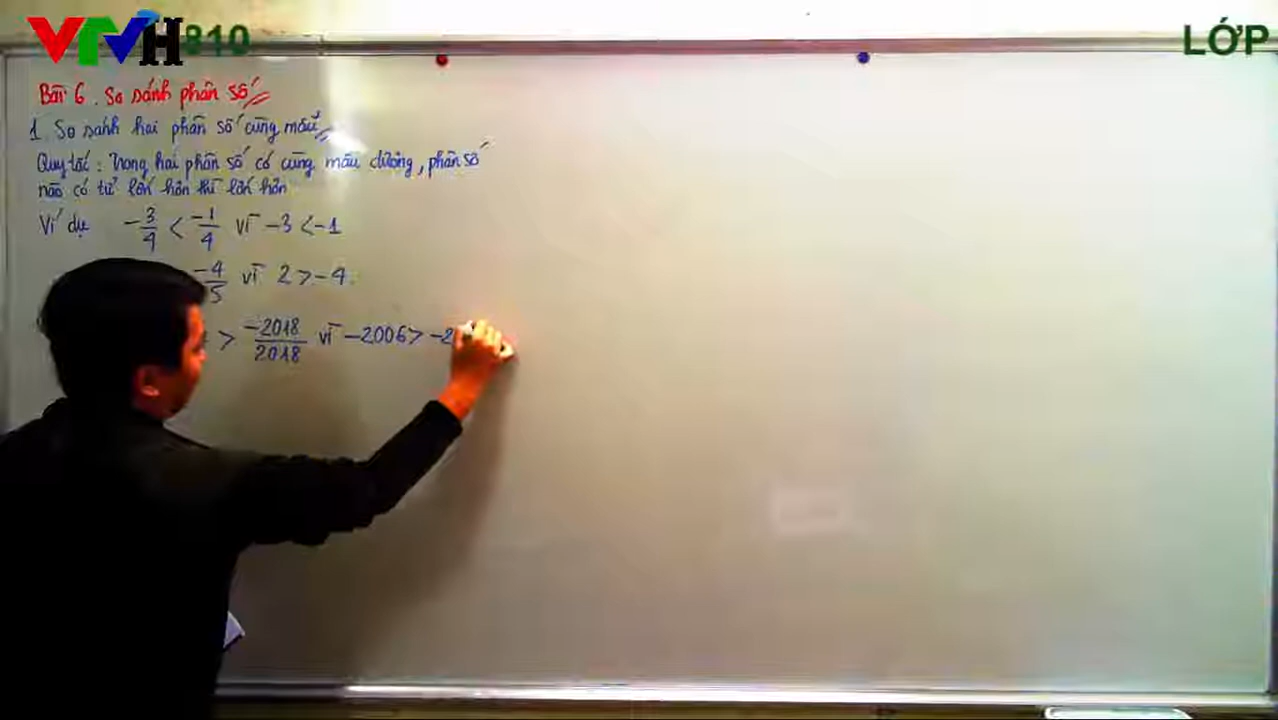 VTVH810
LỚP
Bài 6. So sánh phân số
1. So sánh hai phân số cùng mẫu
Quy tắc: Trong hai phân số có cùng mẫu dương, phân số
nào có tử lớn hơn thì lớn hơn
Ví dụ -3/4 < -1/4 vì -3 < -1
-4/5 vì 2 > -4.
> -2018/2018 vì -2006 > -2